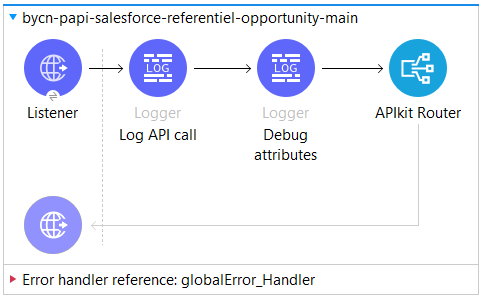 bycn-papi-salesforce-referentiel-opportunity-main
LOG
LOG
Listener
Logger
Logger
APIkit Router
Log API call
Debug
attributes
Error handler reference: globalError_Handler